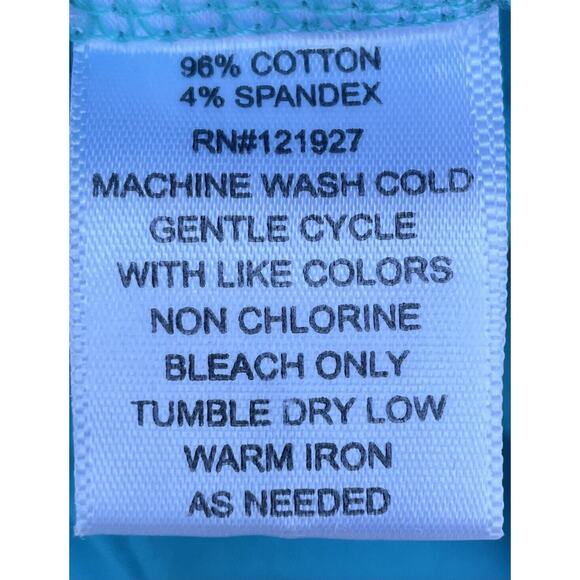 96% COTTON
4% SPANDEX
RN#121927
MACHINE WASH COLD
GENTLE CYCLE
WITH LIKE COLORS
NON CHLORINE
BLEACH ONLY
TUMBLE DRY LOW
WARM IRON
AS NEEDED